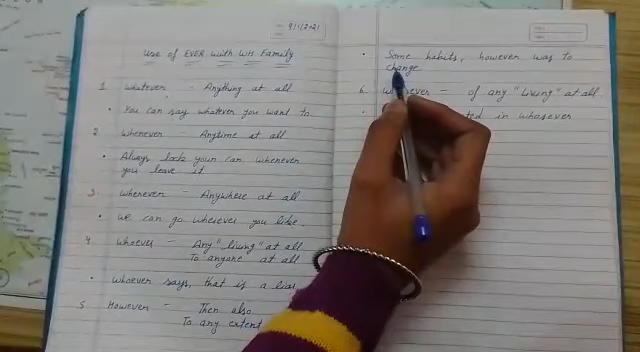 9/1/2021
Use of EVER with WH Family
1 Whatever - Anything at all
• You can say whatever you want to
2 Whenever - Anytime at all
• Always lock your car whenever
you leave it
3. Wherever - Anywhere at all
• We can go wherever you like.
4 Whoever - Any "living" at all
To anyone at all
• Whoever says, that is a liar
5 However - Then also
To any extent
• Some habits, however was to
change
6. - of any "living" at all
• in whosever